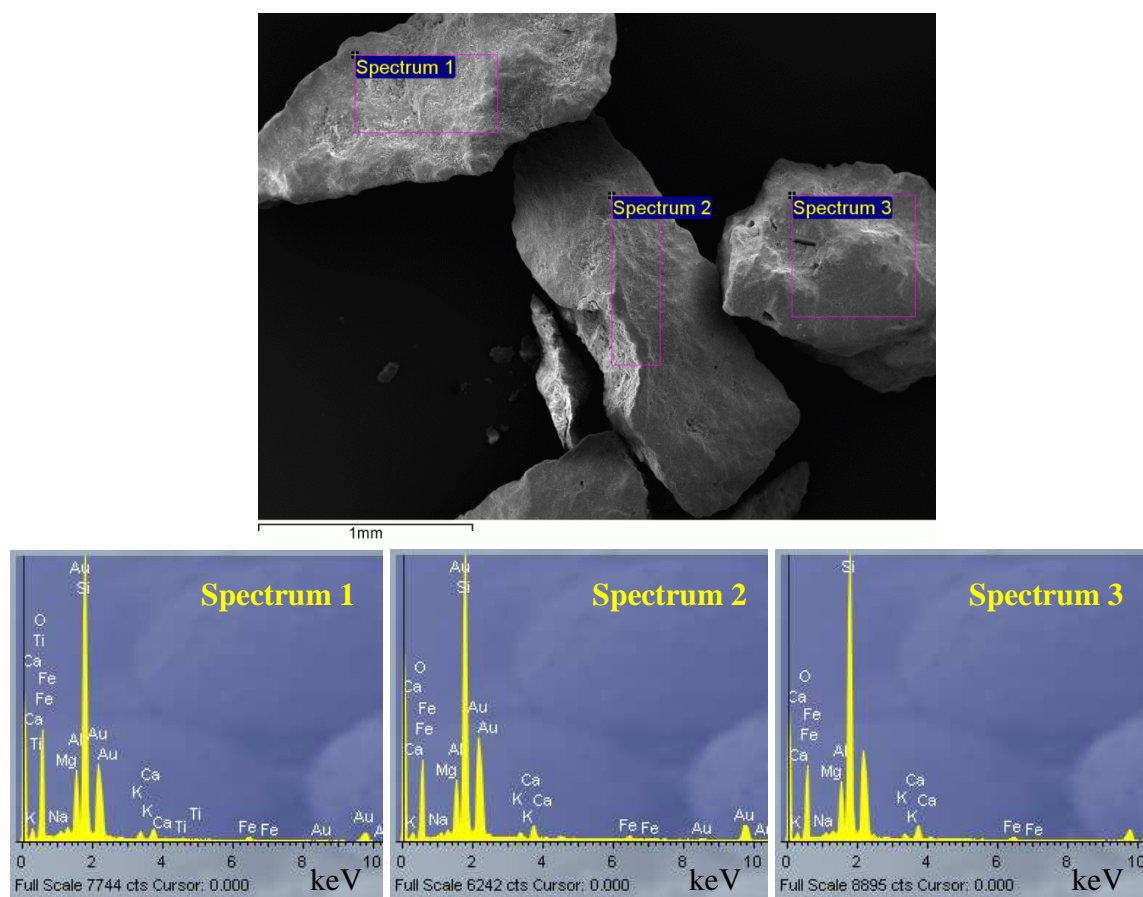 Spectrum 1
Spectrum 2
Spectrum 3
1mm
Spectrum 1
Au
Si
O
Ti
Ca
Fe
Fe
Ca
Ti
Al
Au
Mg
Au
K
Na
Ca
K
K
Ca
Ti
Ti
Fe
Fe
Au
Au
0 2 4 6 8 10
Full Scale 7744 cts Cursor: 0.000
keV
Spectrum 2
Au
Si
O
Ca
Fe
Fe
Ca
Au
Al
Au
Mg
K
Na
Ca
K
Ca
K
Fe
Fe
Au
Au
Au
0 2 4 6 8 10
Full Scale 6242 cts Cursor: 0.000
keV
Spectrum 3
Si
O
Ca
Fe
Fe
Ca
Al
Mg
K
Na
Ca
K
Ca
K
Fe
Fe
0 2 4 6 8 10
Full Scale 8895 cts Cursor: 0.000
keV